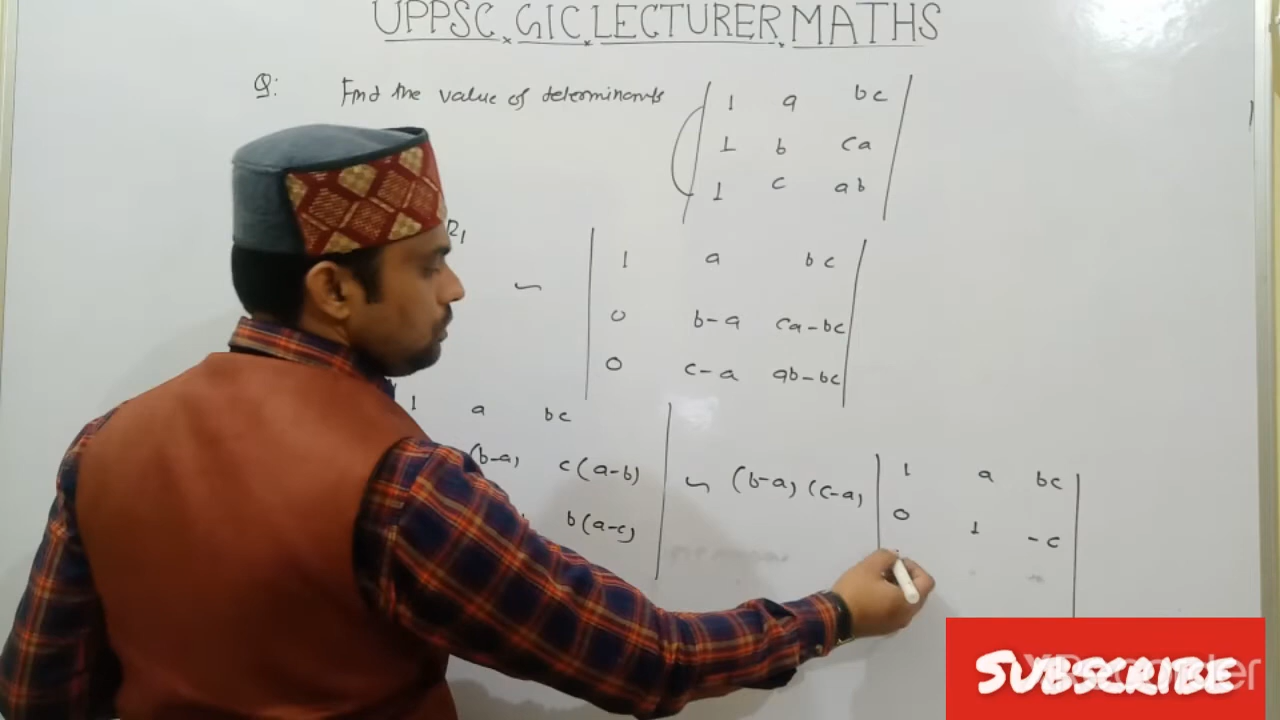 UPPSC GIC LECTURER MATHS
Q: Find the value of determinants
1 a bc
1 b ca
1 c ab
R1
~
1 a bc
0 b-a ca-bc
0 c-a ab-bc
1 a bc
(b-a) c(a-b)
b(a-c)
~ (b-a)(c-a)
1 a bc
0 1 -c
SUBSCRIBE